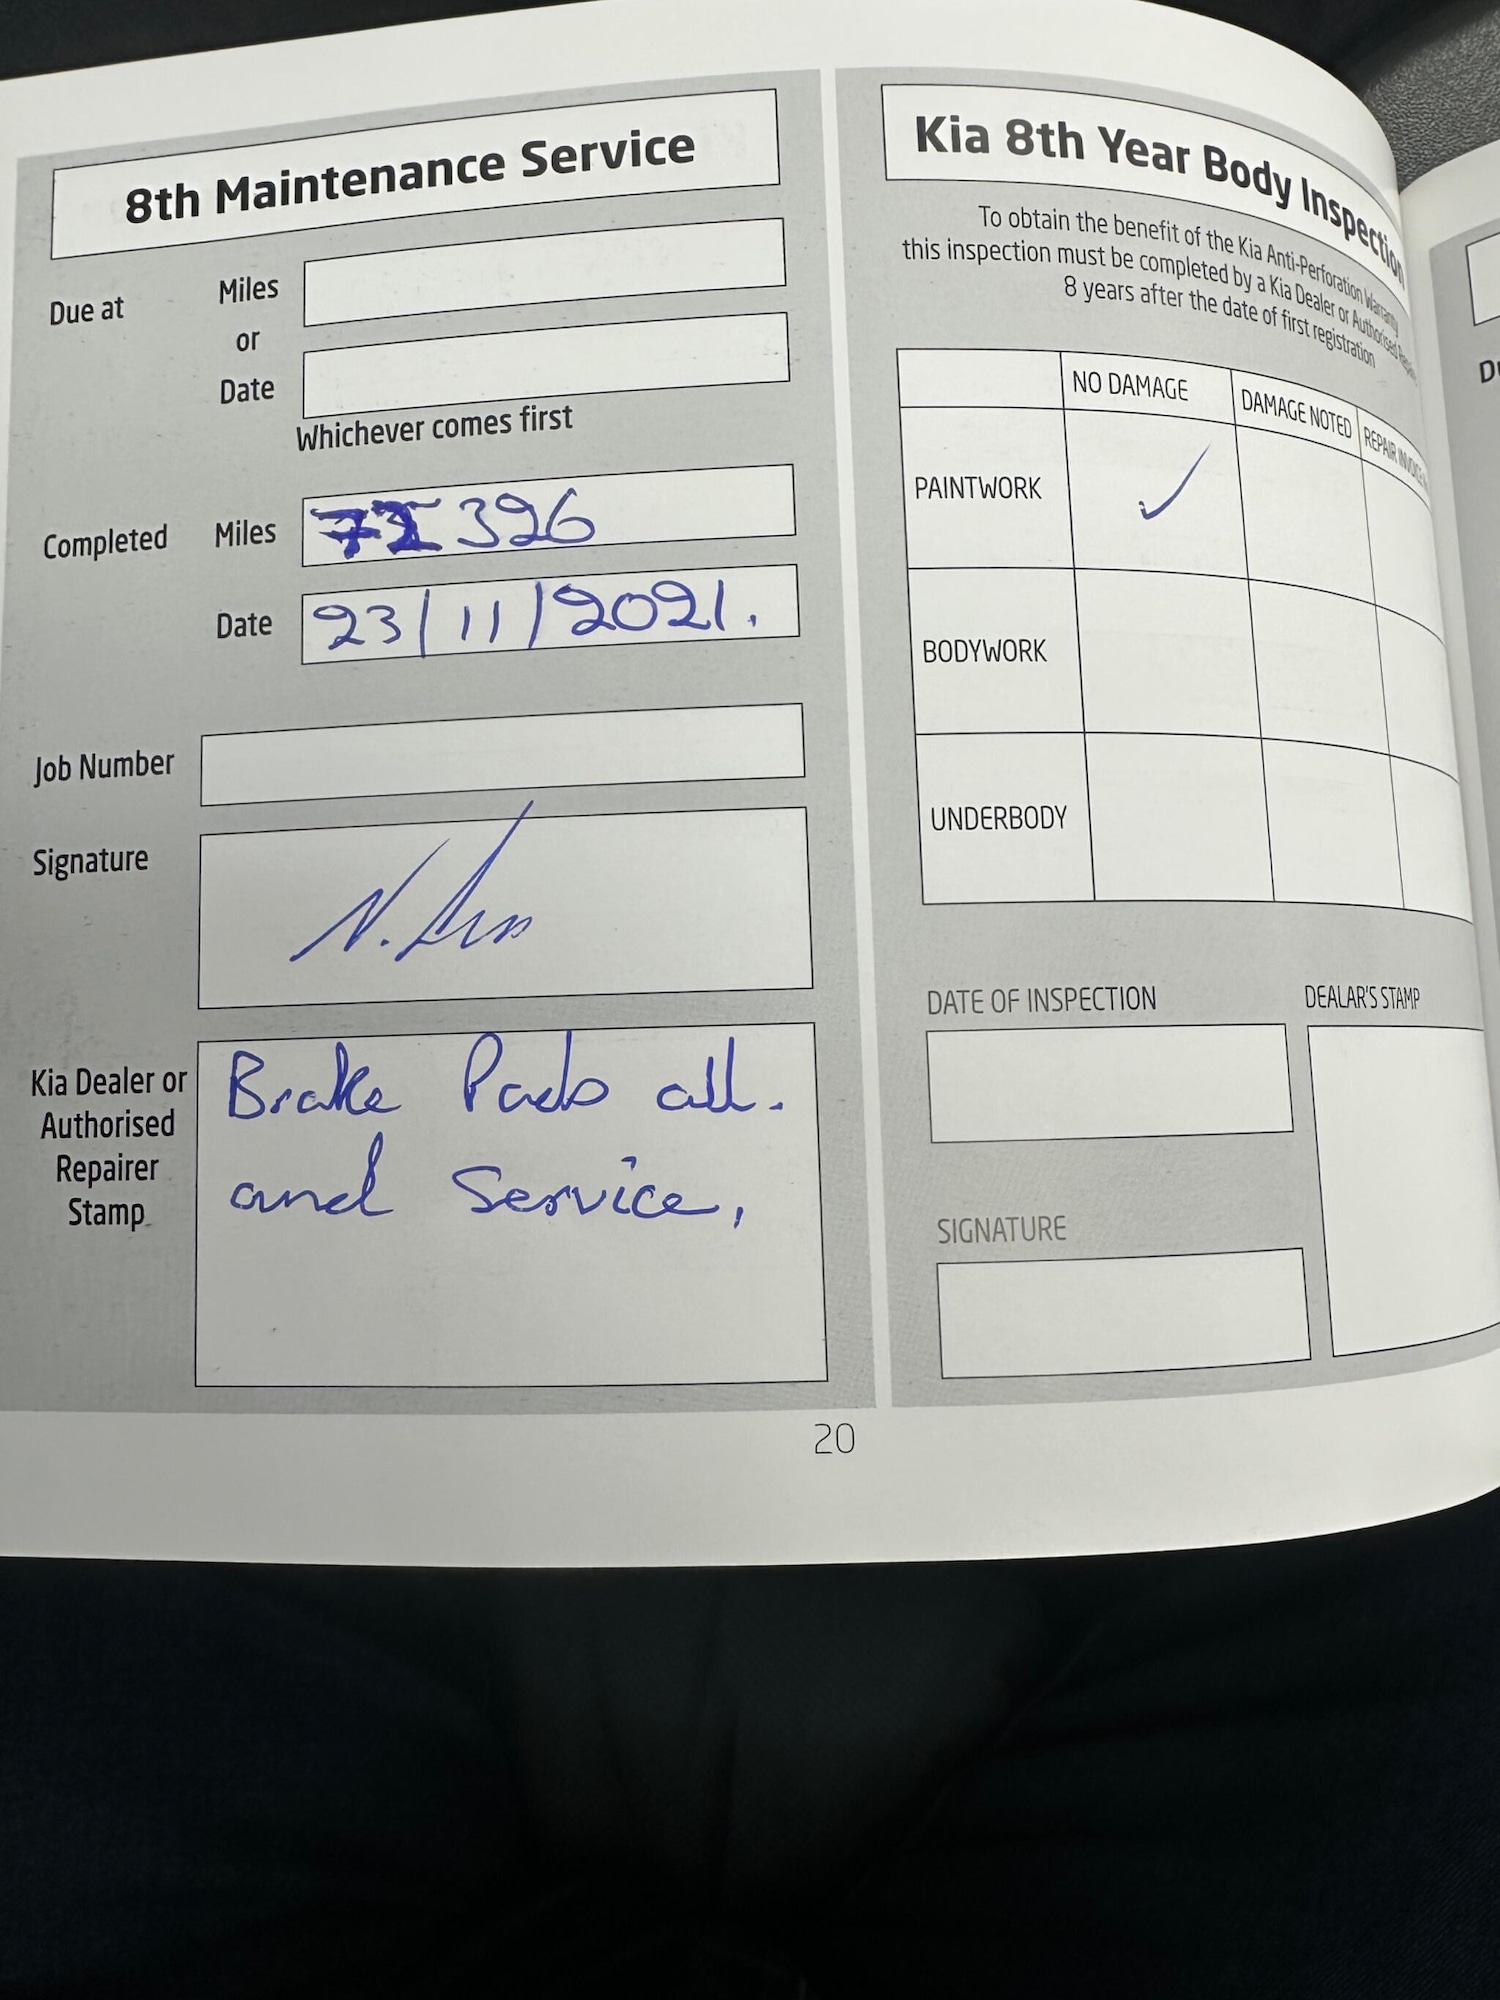 8th Maintenance Service
Due at
Miles
or
Date
Whichever comes first
Completed
Miles
396
Date
23/11/2021.
Job Number
Signature
N.
Kia Dealer or
Authorised
Repairer
Stamp
Brake Pads all.
and Service,
Kia 8th Year Body Inspection
To obtain the benefit of the Kia Anti-Perforation Warranty
this inspection must be completed by a Kia Dealer or Authorised
8 years after the date of first registration
NO DAMAGE
DAMAGE NOTED
REPAIR INVOICE
PAINTWORK
✓
BODYWORK
UNDERBODY
DATE OF INSPECTION
DEALAR'S STAMP
SIGNATURE
20